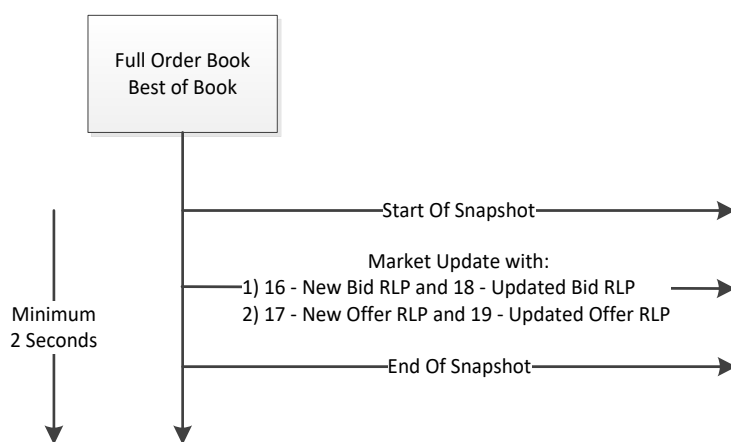 Full Order Book
Best of Book
Start Of Snapshot
Market Update with:
1) 16 - New Bid RLP and 18 - Updated Bid RLP
2) 17 - New Offer RLP and 19 - Updated Offer RLP
Minimum
2 Seconds
End Of Snapshot